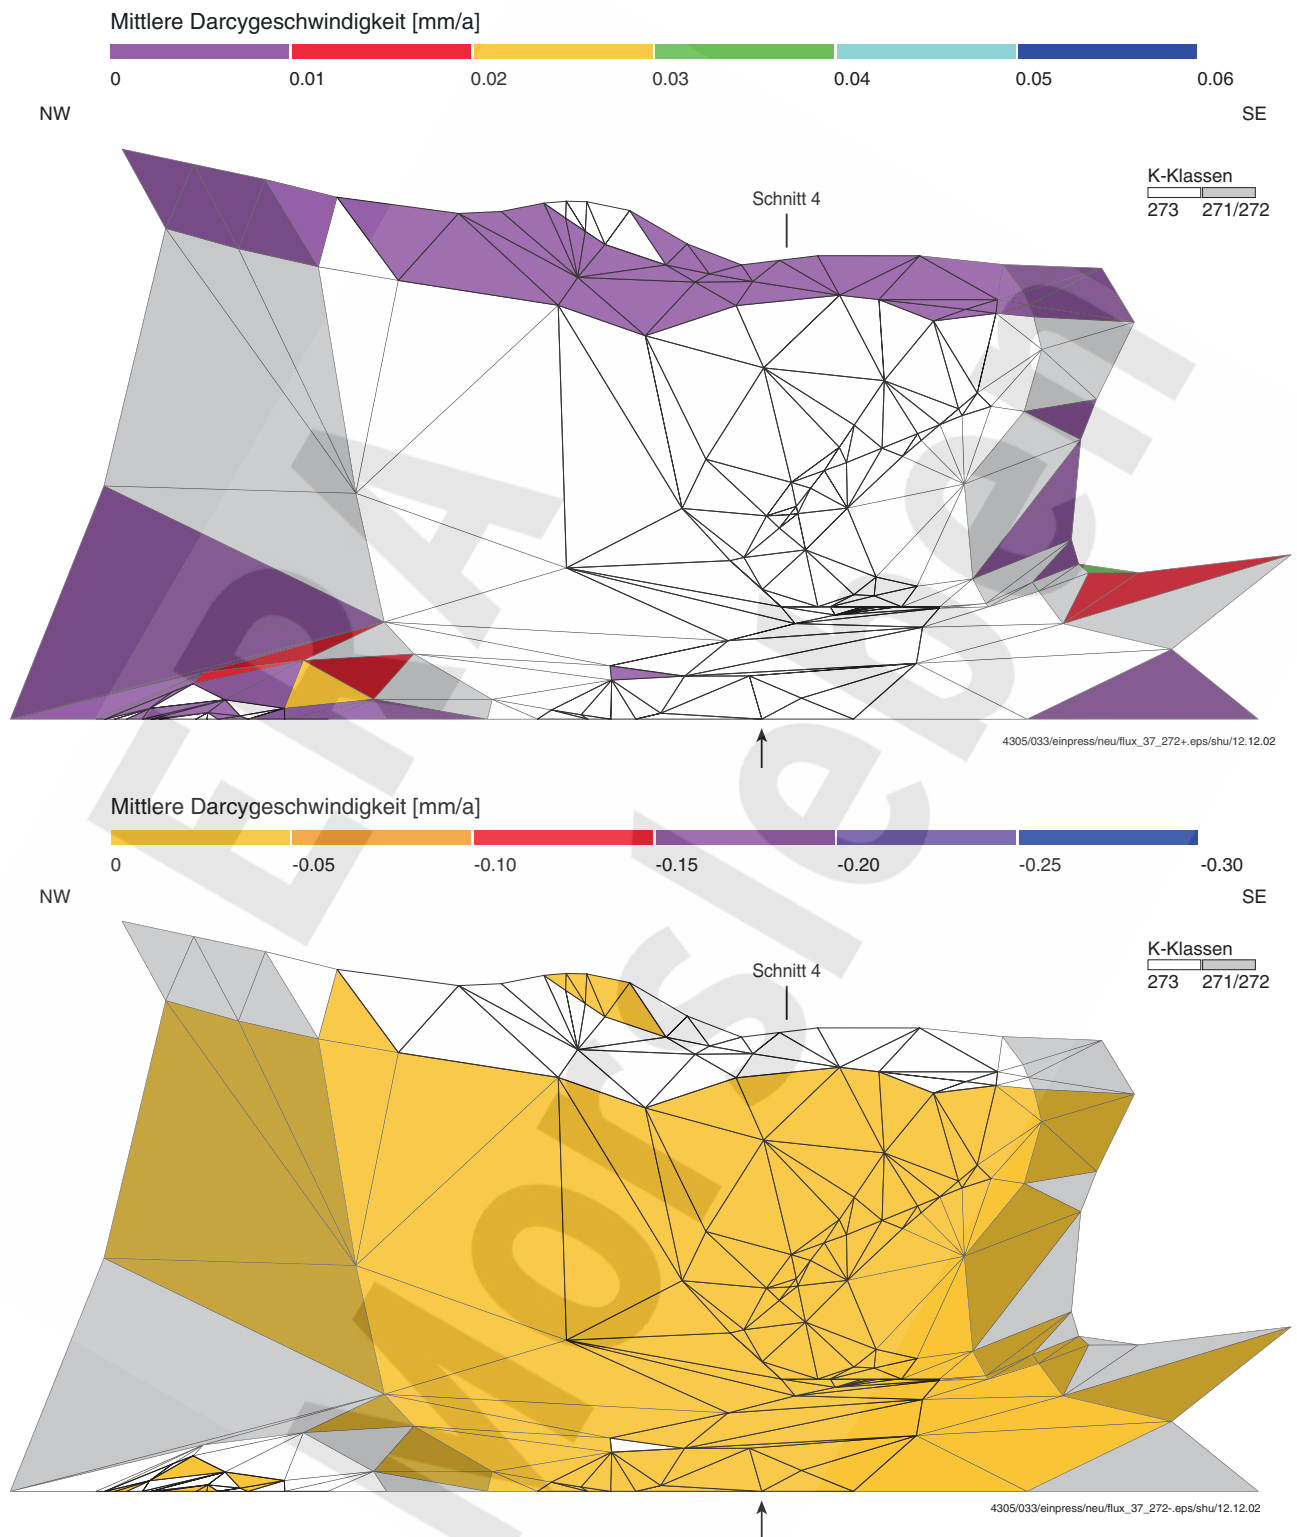 Mittlere Darcygeschwindigkeit [mm/a]
0 0.01 0.02 0.03 0.04 0.05 0.06
NW SE
K-Klassen
273 271/272
Schnitt 4
4305/033/einpress/neu/flux_37_272+.eps/shu/12.12.02
Mittlere Darcygeschwindigkeit [mm/a]
0 -0.05 -0.10 -0.15 -0.20 -0.25 -0.30
NW SE
K-Klassen
273 271/272
Schnitt 4
4305/033/einpress/neu/flux_37_272-.eps/shu/12.12.02
ERA Morsleben